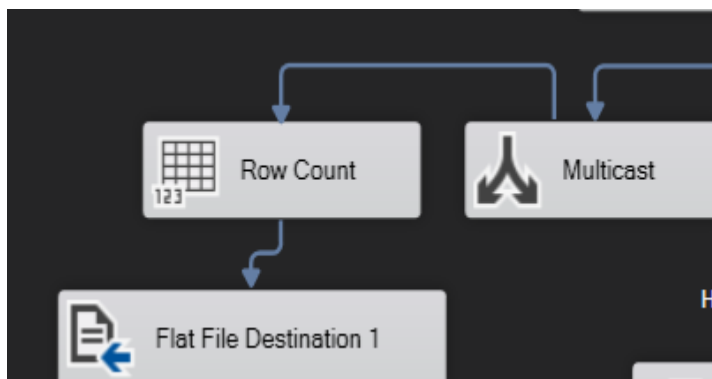 Row Count
Multicast
123
Flat File Destination 1
H